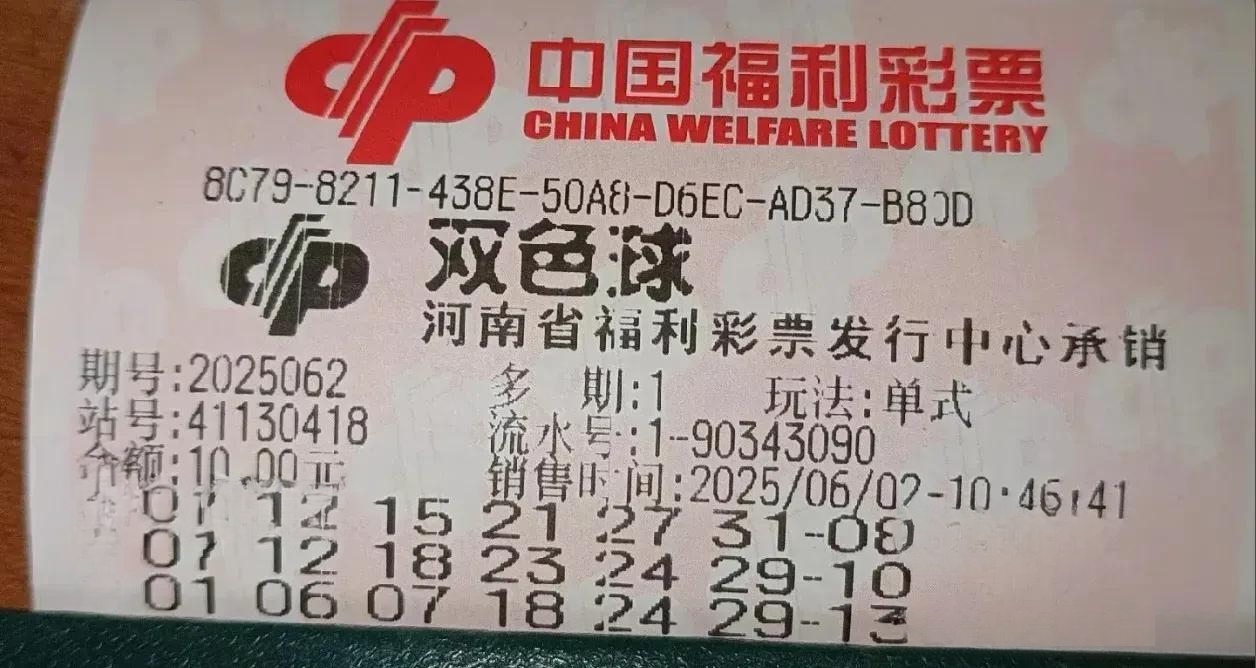 中国福利彩票
CHINA WELFARE LOTTERY
8C79-8211-438E-50A8-D6EC-AD37-B80D
双色球
河南省福利彩票发行中心承销
期号:2025062 多 期:1 玩法:单式
站号:41130418 流水号:1-90343090
金额:10.00元 销售时间:2025/06/02-10:46:41
12 15 21 27 31-08
07 12 18 23 24 29-10
01 06 07 18 24 29-13